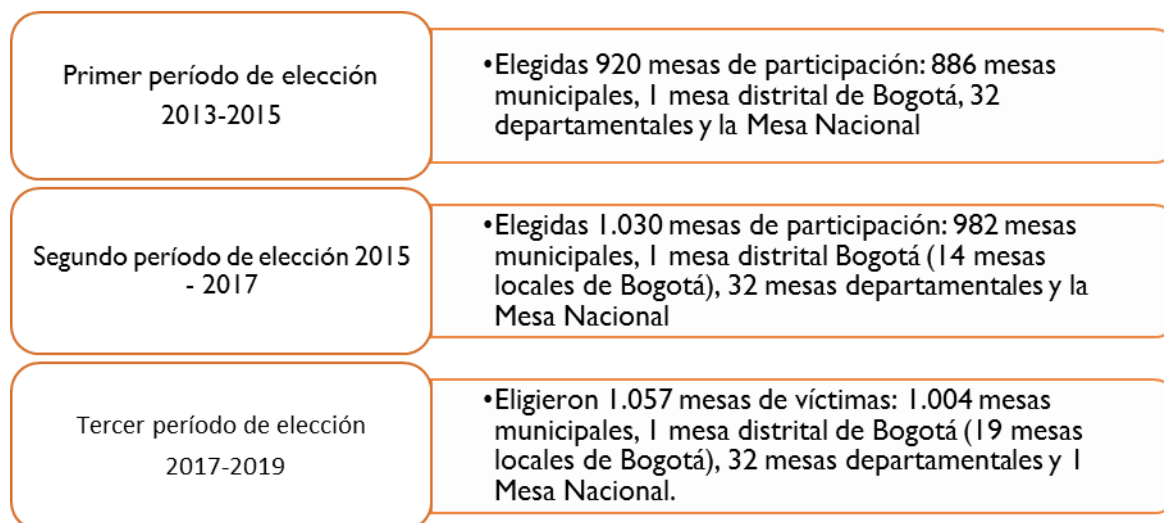 Primer período de elección
2013-2015
•Elegidas 920 mesas de participación: 886 mesas
municipales, 1 mesa distrital de Bogotá, 32
departamentales y la Mesa Nacional
Segundo período de elección 2015
- 2017
•Elegidas 1.030 mesas de participación: 982 mesas
municipales, 1 mesa distrital Bogotá (14 mesas
locales de Bogotá), 32 mesas departamentales y la
Mesa Nacional
Tercer período de elección
2017-2019
•Eligieron 1.057 mesas de víctimas: 1.004 mesas
municipales, 1 mesa distrital de Bogotá (19 mesas
locales de Bogotá), 32 mesas departamentales y 1
Mesa Nacional.